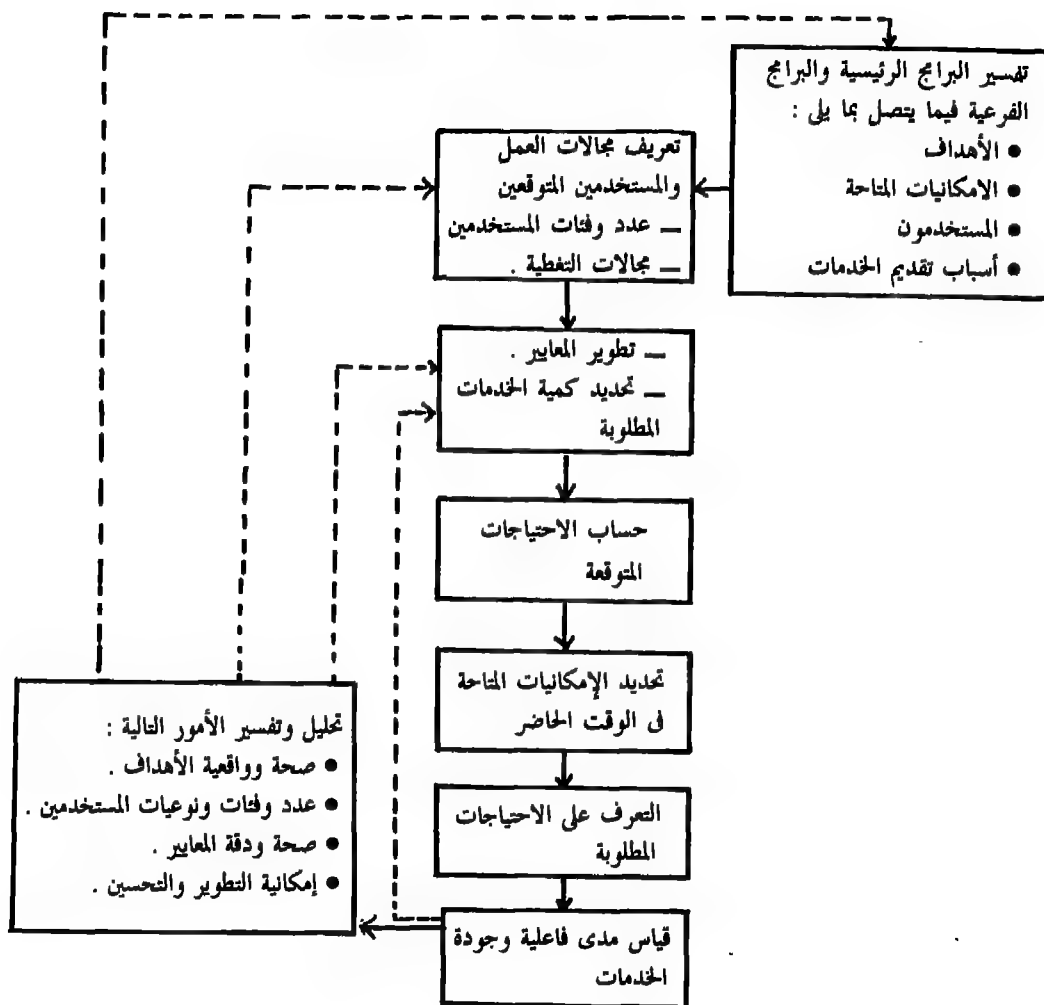 تفسير البرامج الرئيسية والبرامج
الفرعية فيما يتصل بما يلى :
● الأهداف
● الامكانيات المتاحة
● المستخدمون
● أسباب تقديم الخدمات
تعريف مجالات العمل
والمستخدمين المتوقعين
— عدد وفئات المستخدمين
— مجالات التغطية .
— تطوير المعايير .
— تحديد كمية الخدمات
المطلوبة
حساب الاحتياجات
المتوقعة
تحديد الإمكانيات المتاحة
فى الوقت الحاضر
التعرف على الاحتياجات
المطلوبة
قياس مدى فاعلية وجودة
الخدمات
تحليل وتفسير الأمور التالية :
● صحة وواقعية الأهداف .
● عدد وفئات ونوعيات المستخدمين .
● صحة ودقة المعايير .
● إمكانية التطوير والتحسين .